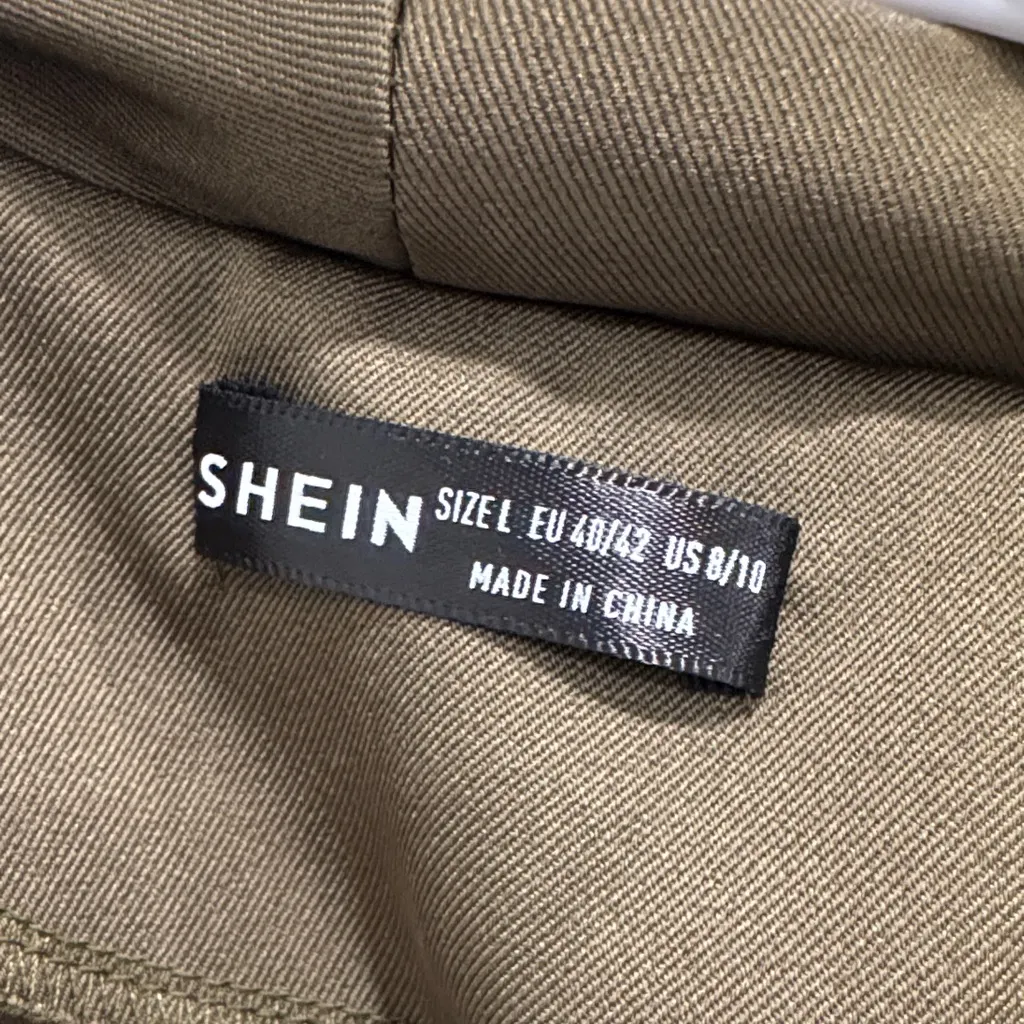 SHEIN SIZE L EU 40/42 US 8/10
MADE IN CHINA